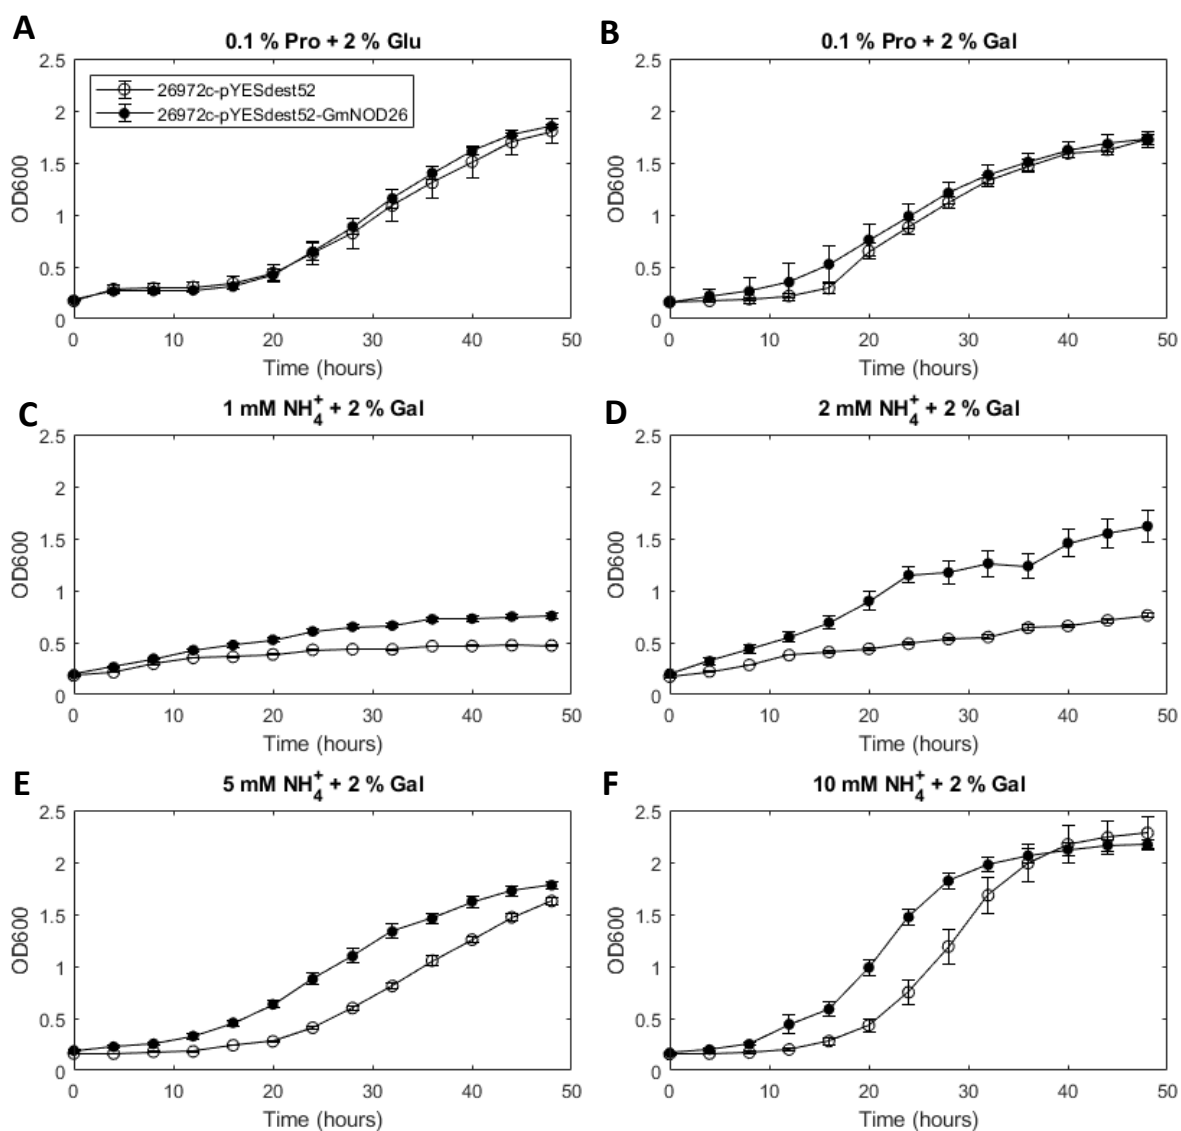 A
0.1 % Pro + 2 % Glu
2.5
2
1.5
1
0.5
0
OD600
26972c-pYESdest52
26972c-pYESdest52-GmNOD26
0 10 20 30 40 50
Time (hours)
B
0.1 % Pro + 2 % Gal
2.5
2
1.5
1
0.5
0
OD600
0 10 20 30 40 50
Time (hours)
C
1 mM NH₄⁺ + 2 % Gal
2.5
2
1.5
1
0.5
0
OD600
0 10 20 30 40 50
Time (hours)
D
2 mM NH₄⁺ + 2 % Gal
2.5
2
1.5
1
0.5
0
OD600
0 10 20 30 40 50
Time (hours)
E
5 mM NH₄⁺ + 2 % Gal
2.5
2
1.5
1
0.5
0
OD600
0 10 20 30 40 50
Time (hours)
F
10 mM NH₄⁺ + 2 % Gal
2.5
2
1.5
1
0.5
0
OD600
0 10 20 30 40 50
Time (hours)